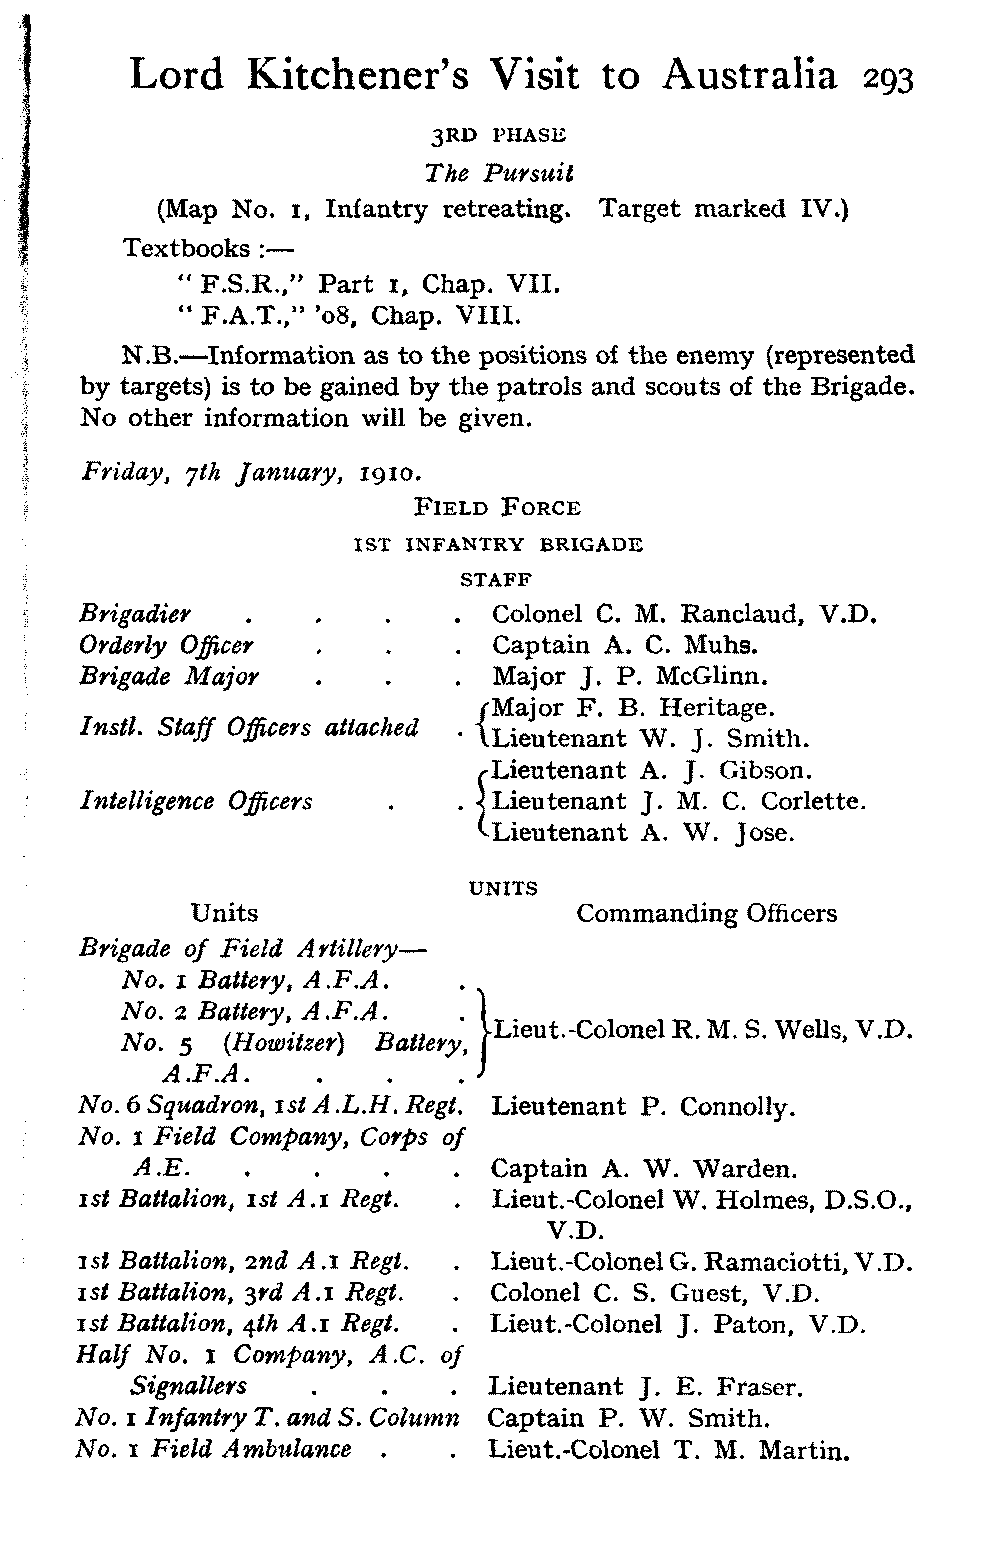 Lord Kitchener's Visit to Australia 293
3RD PHASE
The Pursuit
(Map No. 1, Infantry retreating. Target marked IV.)
Textbooks :—
" F.S.R.," Part 1, Chap. VII.
" F.A.T.," '08, Chap. VIII.
N.B.—Information as to the positions of the enemy (represented
by targets) is to be gained by the patrols and scouts of the Brigade.
No other information will be given.
Friday, 7th January, 1910.
FIELD FORCE
1ST INFANTRY BRIGADE
STAFF
Brigadier . . . . Colonel C. M. Ranclaud, V.D.
Orderly Officer . . . Captain A. C. Muhs.
Brigade Major . . . Major J. P. McGlinn.
Instl. Staff Officers attached . { Major F. B. Heritage.
Lieutenant W. J. Smith.
Intelligence Officers . . { Lieutenant A. J. Gibson.
Lieutenant J. M. C. Corlette.
Lieutenant A. W. Jose.
UNITS
Units Commanding Officers
Brigade of Field Artillery—
No. 1 Battery, A.F.A. .
No. 2 Battery, A.F.A. .
No. 5 (Howitzer) Battery, } Lieut.-Colonel R. M. S. Wells, V.D.
A.F.A. . . .
No. 6 Squadron, 1st A.L.H. Regt. Lieutenant P. Connolly.
No. 1 Field Company, Corps of
A.E. . . . . Captain A. W. Warden.
1st Battalion, 1st A.I Regt. . Lieut.-Colonel W. Holmes, D.S.O.,
V.D.
1st Battalion, 2nd A.I Regt. . Lieut.-Colonel G. Ramaciotti, V.D.
1st Battalion, 3rd A.I Regt. . Colonel C. S. Guest, V.D.
1st Battalion, 4th A.I Regt. . Lieut.-Colonel J. Paton, V.D.
Half No. 1 Company, A.C. of
Signallers . . . Lieutenant J. E. Fraser.
No. 1 Infantry T. and S. Column Captain P. W. Smith.
No. 1 Field Ambulance . . Lieut.-Colonel T. M. Martin.